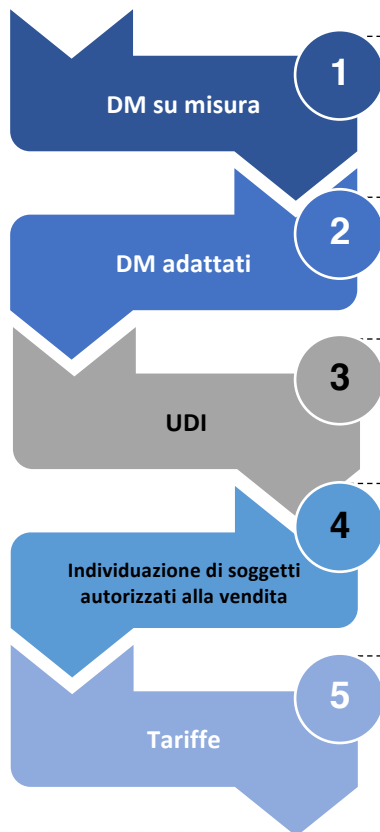 1
DM su misura
2
DM adattati
3
UDI
4
Individuazione di soggetti
autorizzati alla vendita
5
Tariffe